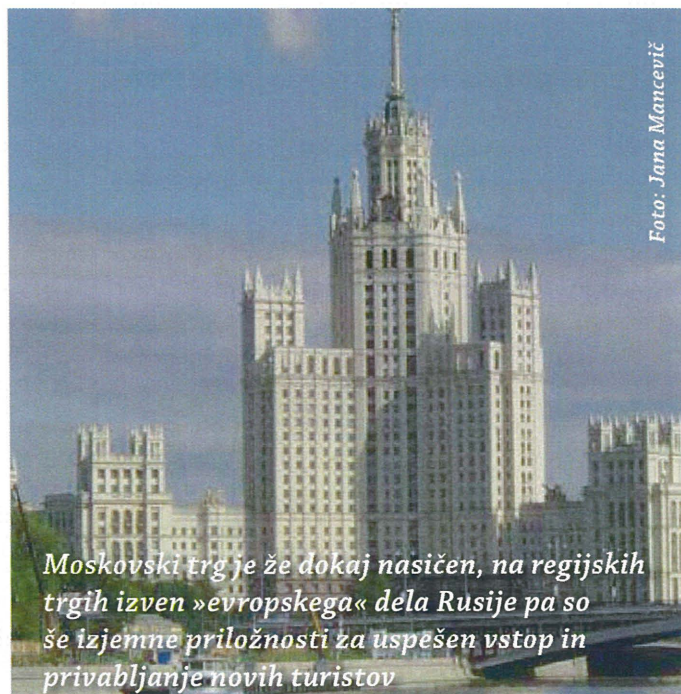 Foto: Jana Mancevič
Moskovski trg je že dokaj nasičen, na regijskih
trgih izven »evropskega« dela Rusije pa so
še izjemne priložnosti za uspešen vstop in
privabljanje novih turistov